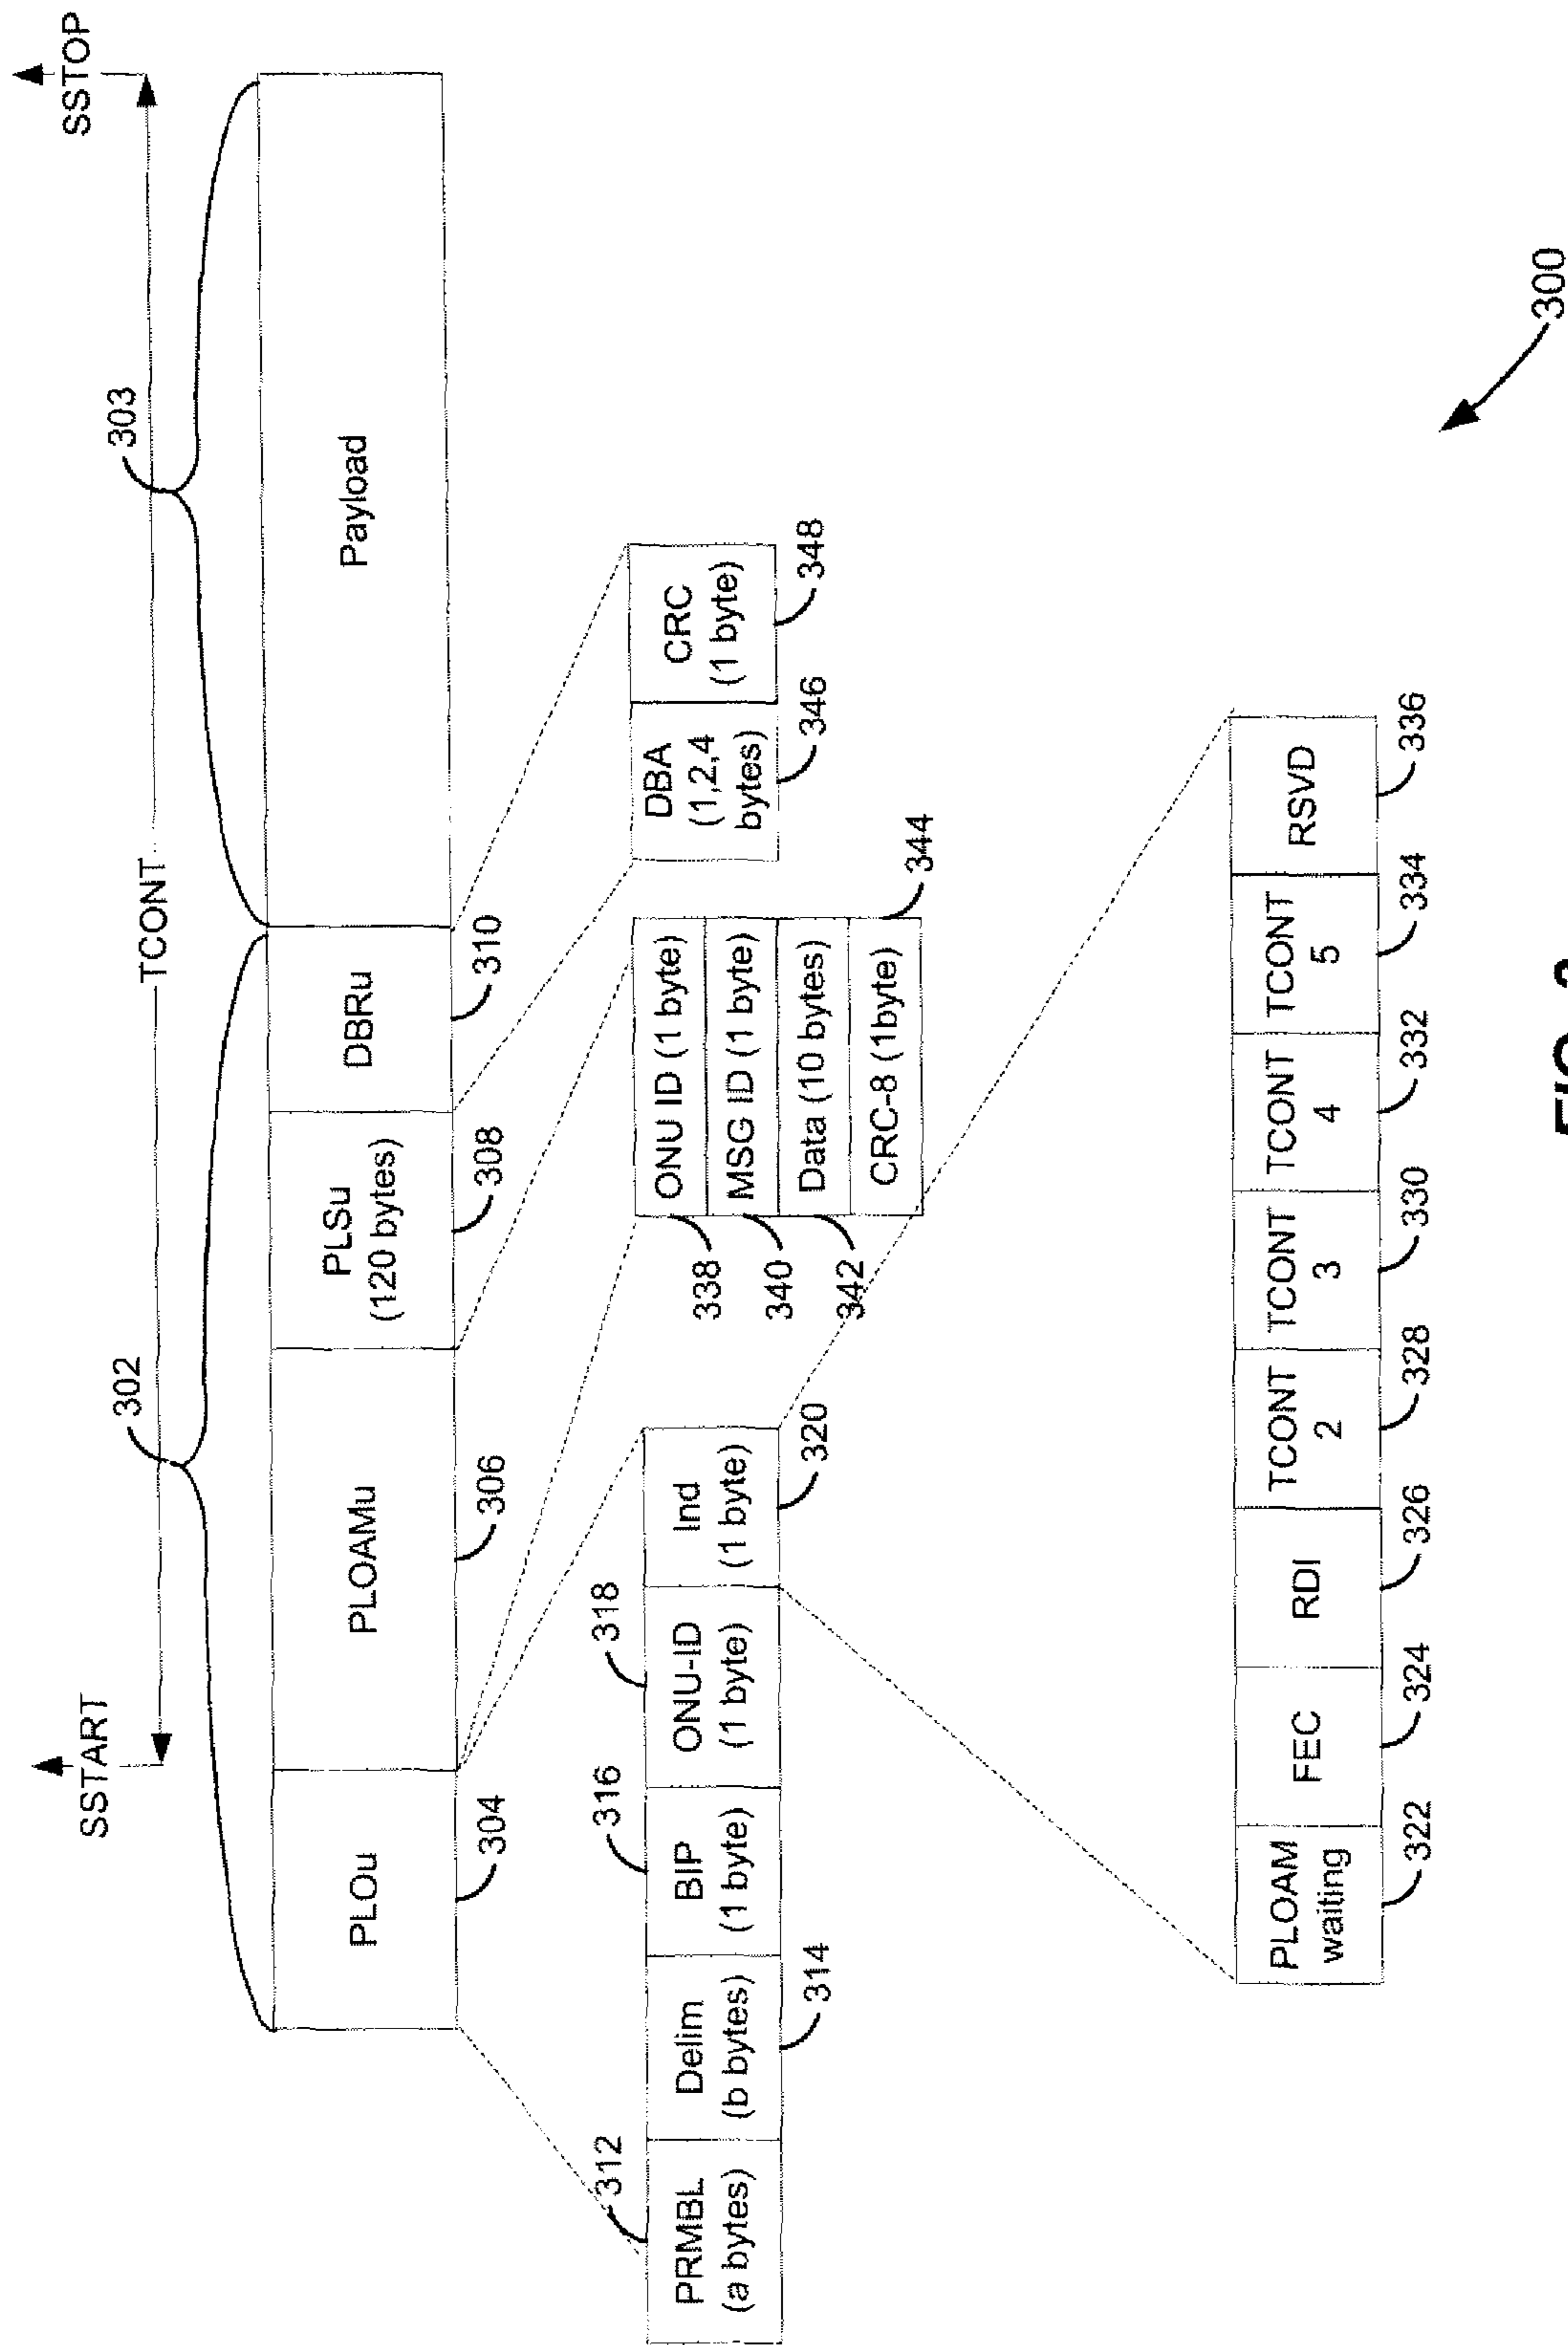 SSTART
SSTOP
TCONT
302
303
PLOu
PLOAMu
PLSu
(120 bytes)
DBRu
Payload
304
306
308
310
312
316
318
PRMBL
(a bytes)
Delim
(b bytes)
BIP
(1 byte)
ONU-ID
(1 byte)
Ind
(1 byte)
314
320
ONU ID (1 byte)
MSG ID (1 byte)
Data (10 bytes)
CRC-8 (1byte)
338
340
342
344
DBA
(1,2,4
bytes)
CRC
(1 byte)
346
348
PLOAM
waiting
FEC
RDI
TCONT
2
TCONT
3
TCONT
4
TCONT
5
RSVD
322
324
326
328
330
332
334
336
300